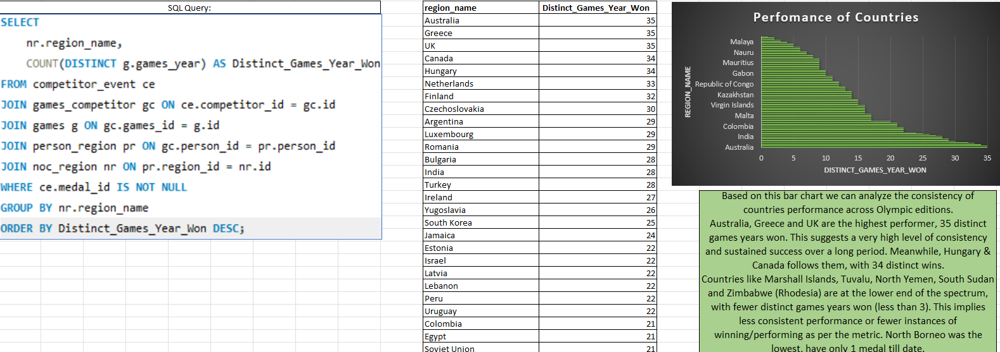 SQL Query:
SELECT
nr.region_name,
COUNT(DISTINCT g.games_year) AS Distinct_Games_Year_Won
FROM competitor_event ce
JOIN games_competitor gc ON ce.competitor_id = gc.id
JOIN games g ON gc.games_id = g.id
JOIN person_region pr ON gc.person_id = pr.person_id
JOIN noc_region nr ON pr.region_id = nr.id
WHERE ce.medal_id IS NOT NULL
GROUP BY nr.region_name
ORDER BY Distinct_Games_Year_Won DESC;
region_name Distinct_Games_Year_Won
Australia 35
Greece 35
UK 35
Canada 34
Hungary 34
Netherlands 33
Finland 32
Czechoslovakia 30
Argentina 29
Luxembourg 29
Romania 29
Bulgaria 28
India 28
Turkey 28
Ireland 27
Yugoslavia 26
South Korea 25
Jamaica 24
Estonia 22
Israel 22
Latvia 22
Lebanon 22
Peru 22
Uruguay 22
Colombia 21
Egypt 21
Soviet Union 21
Perfomance of Countries
REGION_NAME
Malaya
Nauru
Mauritius
Gabon
Republic of Congo
Kazakhstan
Virgin Islands
Malta
Colombia
India
Australia
0 5 10 15 20 25 30 35
DISTINCT_GAMES_YEAR_WON
Based on this bar chart we can analyze the consistency of
countries performance across Olympic editions.
Australia, Greece and UK are the highest performer, 35 distinct
games years won. This suggests a very high level of consistency
and sustained success over a long period. Meanwhile, Hungary &
Canada follows them, with 34 distinct wins.
Countries like Marshall Islands, Tuvalu, North Yemen, South Sudan
and Zimbabwe (Rhodesia) are at the lower end of the spectrum,
with fewer distinct games years won (less than 3). This implies
less consistent performance or fewer instances of
winning/performing as per the metric. North Borneo was the
lowest, have only 1 medal till date.